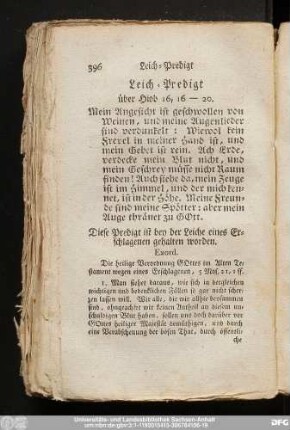 396 Leich-Predigt
Leich-Predigt
über Hiob 16, 16 — 20.
Mein Angesicht ist geschwollen von
Weinen, und meine Augenlieder
sind verdunkelt: Wiewol kein
Frevel in meiner Hand ist, und
mein Gebet ist rein. Ach Erde,
verdecke mein Blut nicht, und
mein Geschrey müsse nicht Raum
finden! Auch siehe da, mein Zeuge
ist im Himmel, und der mich ken-
net, ist in der Höhe. Meine Freun-
de sind meine Spötter: aber mein
Auge thränet zu GOtt.
Diese Predigt ist bey der Leiche eines Er-
schlagenen gehalten worden.
Exord.
Die heilige Verordnung GOttes im Alten Te-
stament wegen eines Erschlagenen, 5 Mos. 21, 1 ff.
1. Man siehet daraus, wie sich in dergleichen
wichtigen und bedenklichen Fällen so gar nicht scher-
zen lassen will. Wir alle, die wir allhie beysammen
sind, ohngeachtet wir keinen Antheil an diesem un-
schuldigen Blut haben, sollen uns doch darüber vor
GOttes heiliger Majestät demüthigen, und durch
eine Verabscheuung der bösen That, durch öffentli-
che
Universitäts- und Landesbibliothek Sachsen-Anhalt